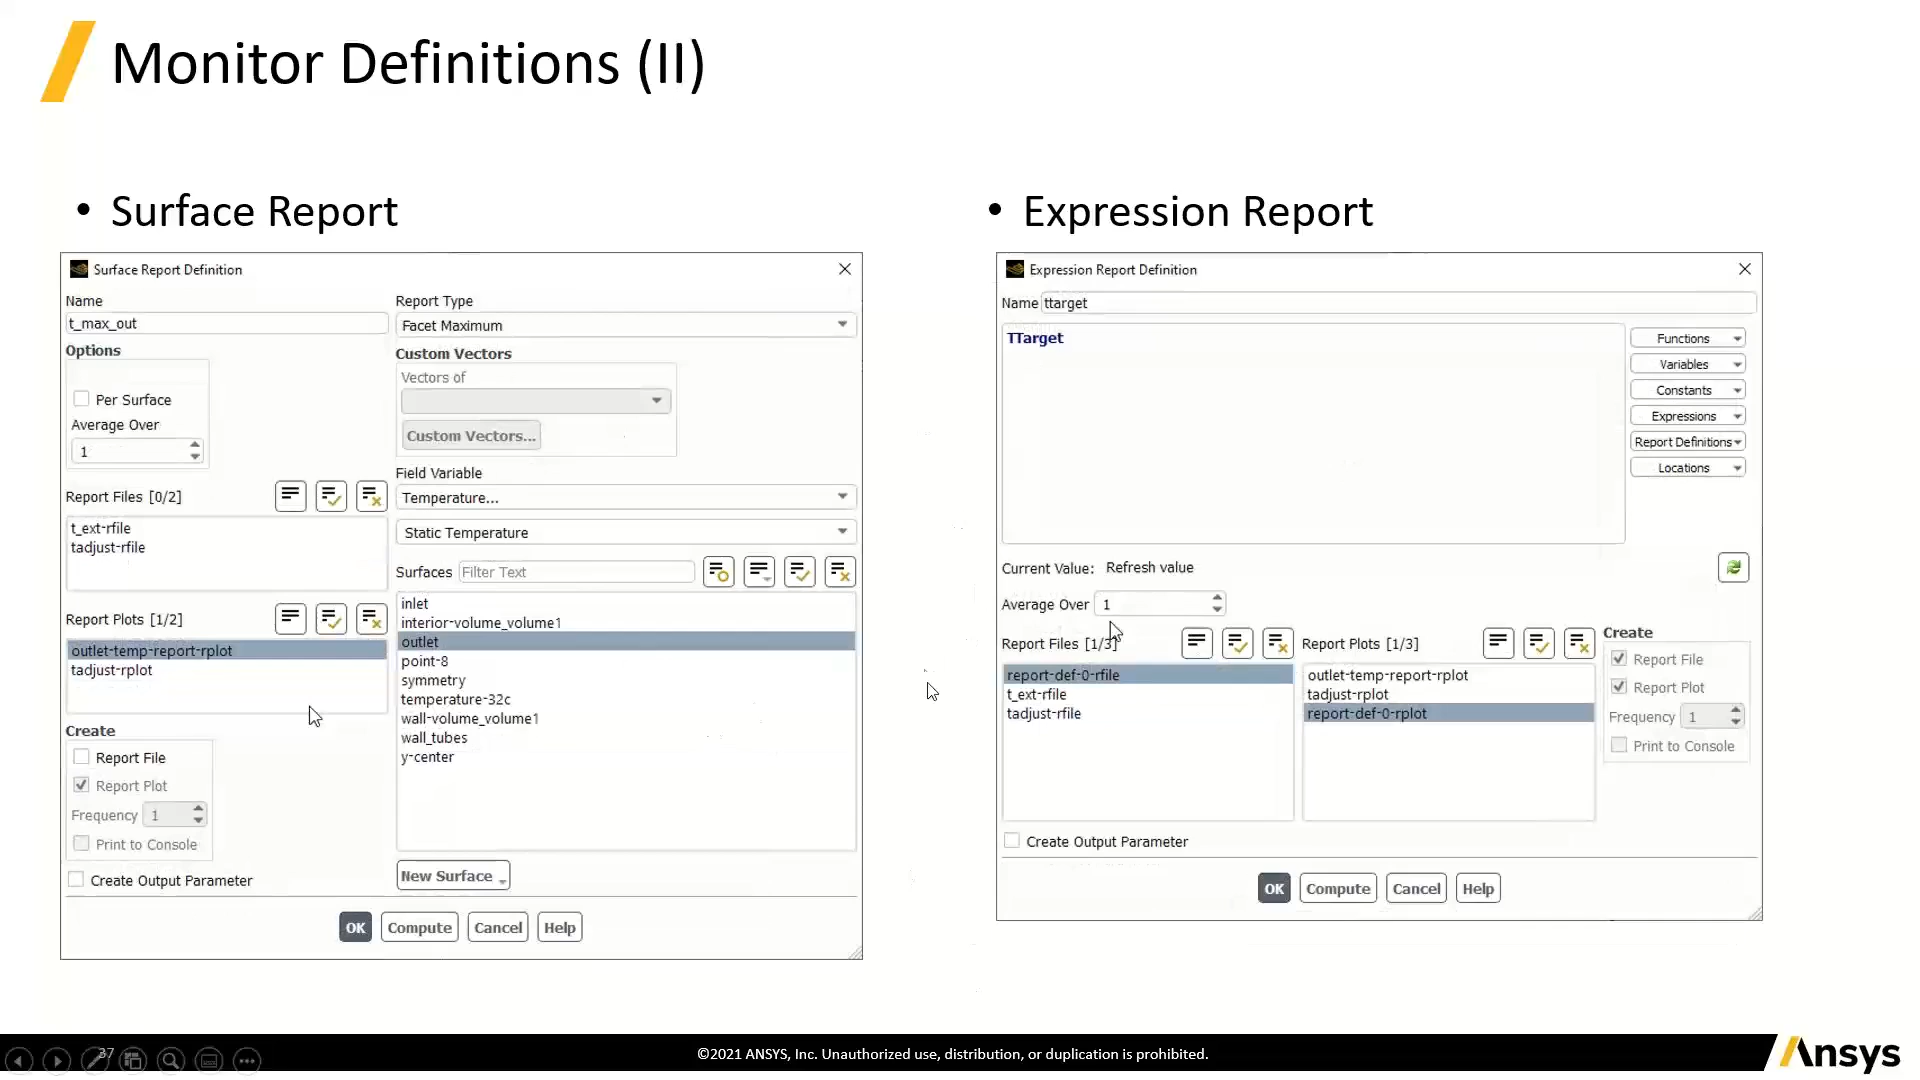 Monitor Definitions (II)
• Surface Report
Surface Report Definition
Name
t_max_out
Options
Per Surface
Average Over
1
Report Files [0/2]
t_ext-rfile
tadjust-rfile
Report Plots [1/2]
outlet-temp-report-rplot
tadjust-rplot
Create
Report File
Report Plot
Frequency 1
Print to Console
Create Output Parameter
Report Type
Facet Maximum
Custom Vectors
Vectors of
Custom Vectors...
Field Variable
Temperature...
Static Temperature
Surfaces Filter Text
inlet
interior-volume_volume1
outlet
point-8
symmetry
temperature-32c
wall-volume_volume1
wall_tubes
y-center
New Surface
OK Compute Cancel Help
• Expression Report
Expression Report Definition
Name ttarget
TTarget
Functions
Variables
Constants
Expressions
Report Definitions
Locations
Current Value: Refresh value
Average Over 1
Report Files [1/3]
report-def-0-rfile
t_ext-rfile
tadjust-rfile
Report Plots [1/3]
outlet-temp-report-rplot
tadjust-rplot
report-def-0-rplot
Create
Report File
Report Plot
Frequency 1
Print to Console
Create Output Parameter
OK Compute Cancel Help
37
©2021 ANSYS, Inc. Unauthorized use, distribution, or duplication is prohibited.
Ansys